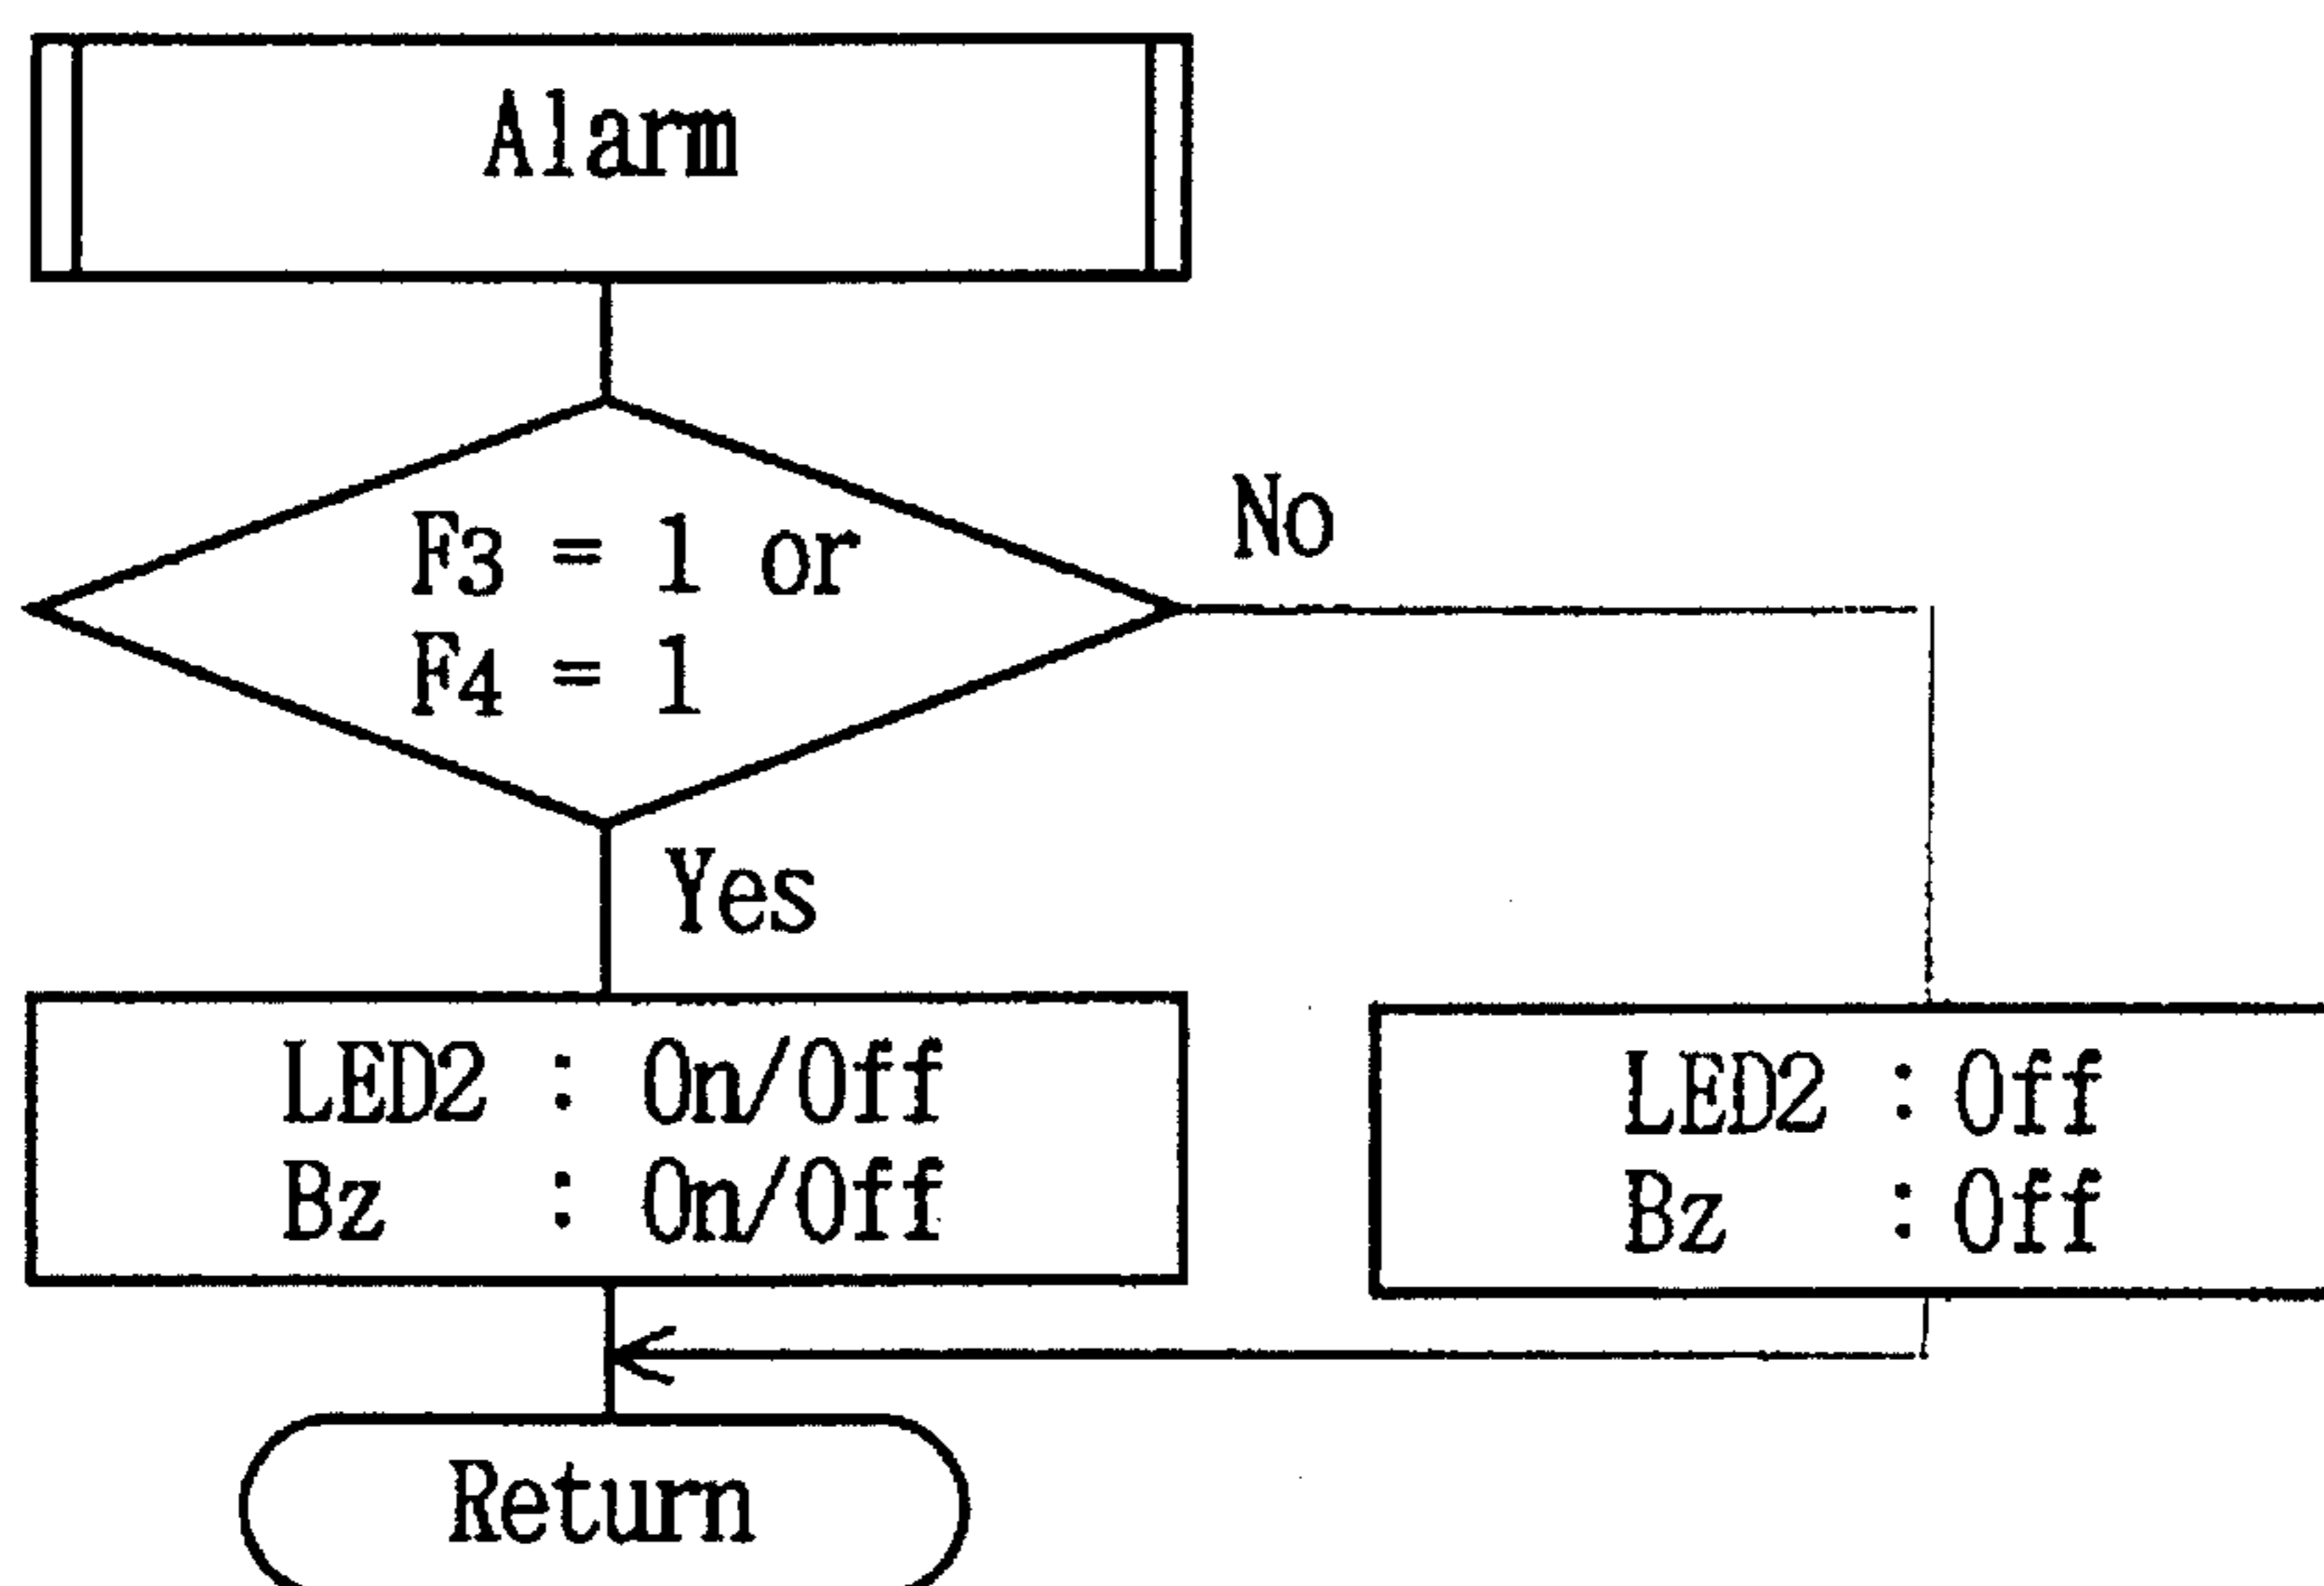 Alarm
F3 = 1 or
F4 = 1
No
Yes
LED2 : On/Off
Bz : On/Off
LED2 : Off
Bz : Off
Return